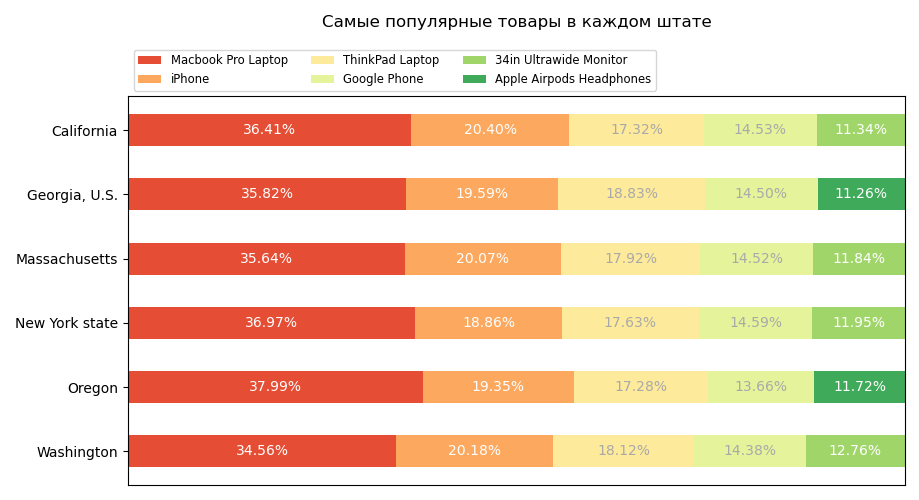 Самые популярные товары в каждом штате
Macbook Pro Laptop ThinkPad Laptop 34in Ultrawide Monitor
iPhone Google Phone Apple Airpods Headphones
California 36.41% 20.40% 17.32% 14.53% 11.34%
Georgia, U.S. 35.82% 19.59% 18.83% 14.50% 11.26%
Massachusetts 35.64% 20.07% 17.92% 14.52% 11.84%
New York state 36.97% 18.86% 17.63% 14.59% 11.95%
Oregon 37.99% 19.35% 17.28% 13.66% 11.72%
Washington 34.56% 20.18% 18.12% 14.38% 12.76%